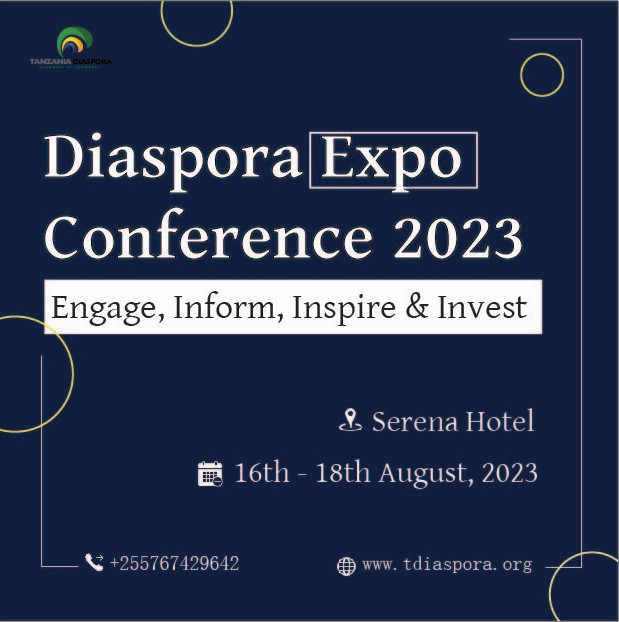 TANZANIA DIASPORA
Diaspora Expo
Conference 2023
Engage, Inform, Inspire & Invest
Serena Hotel
16th - 18th August, 2023
+255767429642
www.tdiaspora.org